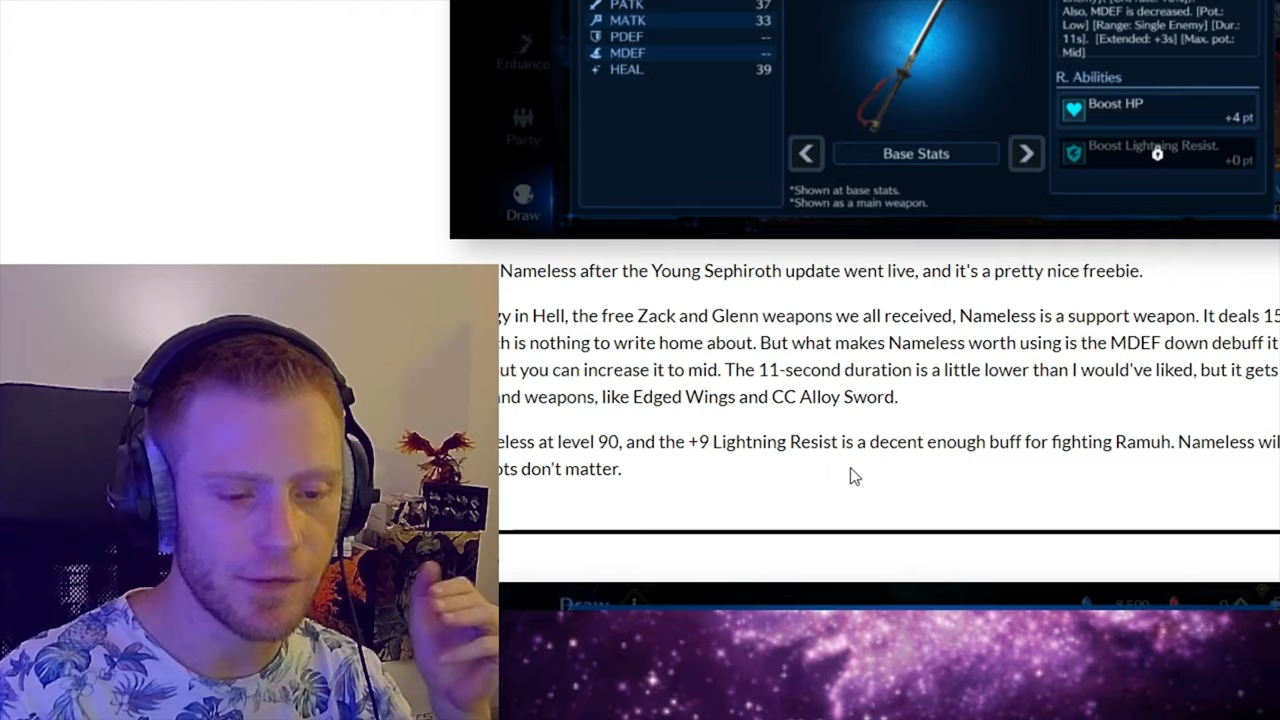 Enemy] [Crit rate: 10%].
Also, MDEF is decreased. [Pot.:
Low] [Range: Single Enemy] [Dur.:
11s]. [Extended: +3s] [Max. pot.:
Mid]
PATK 37
MATK 33
PDEF --
MDEF --
HEAL 39
Enhance
Party
Draw
Base Stats
*Shown at base stats.
*Shown as a main weapon.
R. Abilities
Boost HP
+4 pt
Boost Lightning Resist.
+0 pt
Nameless after the Young Sephiroth update went live, and it's a pretty nice freebie.
gy in Hell, the free Zack and Glenn weapons we all received, Nameless is a support weapon. It deals 15
ch is nothing to write home about. But what makes Nameless worth using is the MDEF down debuff it
ut you can increase it to mid. The 11-second duration is a little lower than I would've liked, but it gets
nd weapons, like Edged Wings and CC Alloy Sword.
eless at level 90, and the +9 Lightning Resist is a decent enough buff for fighting Ramuh. Nameless wil
ots don't matter.
Draw